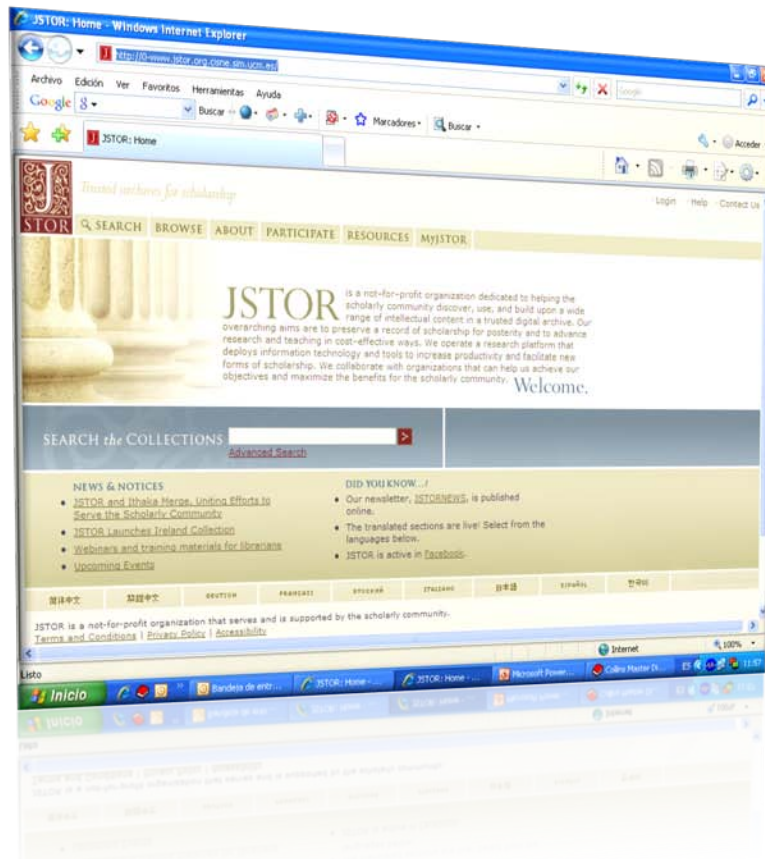 JSTOR: Home - Windows Internet Explorer
http://0-www.jstor.org.cisne.sim.ucm.es/
Google
Archivo Edición Ver Favoritos Herramientas Ayuda
Google Buscar Marcadores Buscar Acceder
JSTOR: Home
JSTOR
Trusted archives for scholarship
Login Help Contact Us
SEARCH BROWSE ABOUT PARTICIPATE RESOURCES MyJSTOR
JSTOR is a not-for-profit organization dedicated to helping the
scholarly community discover, use, and build upon a wide
range of intellectual content in a trusted digital archive. Our
overarching aims are to preserve a record of scholarship for posterity and to advance
research and teaching in cost-effective ways. We operate a research platform that
deploys information technology and tools to increase productivity and facilitate new
forms of scholarship. We collaborate with organizations that can help us achieve our
objectives and maximize the benefits for the scholarly community. Welcome.
SEARCH the COLLECTIONS
Advanced Search
NEWS & NOTICES
• JSTOR and Ithaka Merge, Uniting Efforts to
Serve the Scholarly Community
• JSTOR Launches Ireland Collection
• Webinars and training materials for librarians
• Upcoming Events
DID YOU KNOW...?
• Our newsletter, JSTORNEWS, is published
online.
• The translated sections are live! Select from the
languages below.
• JSTOR is active in Facebook.
简体中文 繁體中文 DEUTSCH FRANÇAIS РУССКИЙ ITALIANO 日本語 ESPAÑOL 한국어
JSTOR is a not-for-profit organization that serves and is supported by the scholarly community.
Terms and Conditions | Privacy Policy | Accessibility
Listo Internet 100%
Inicio Bandeja de entr... JSTOR: Home - ... JSTOR: Home - ... Microsoft Power... Collins Master Di... ES 11:57